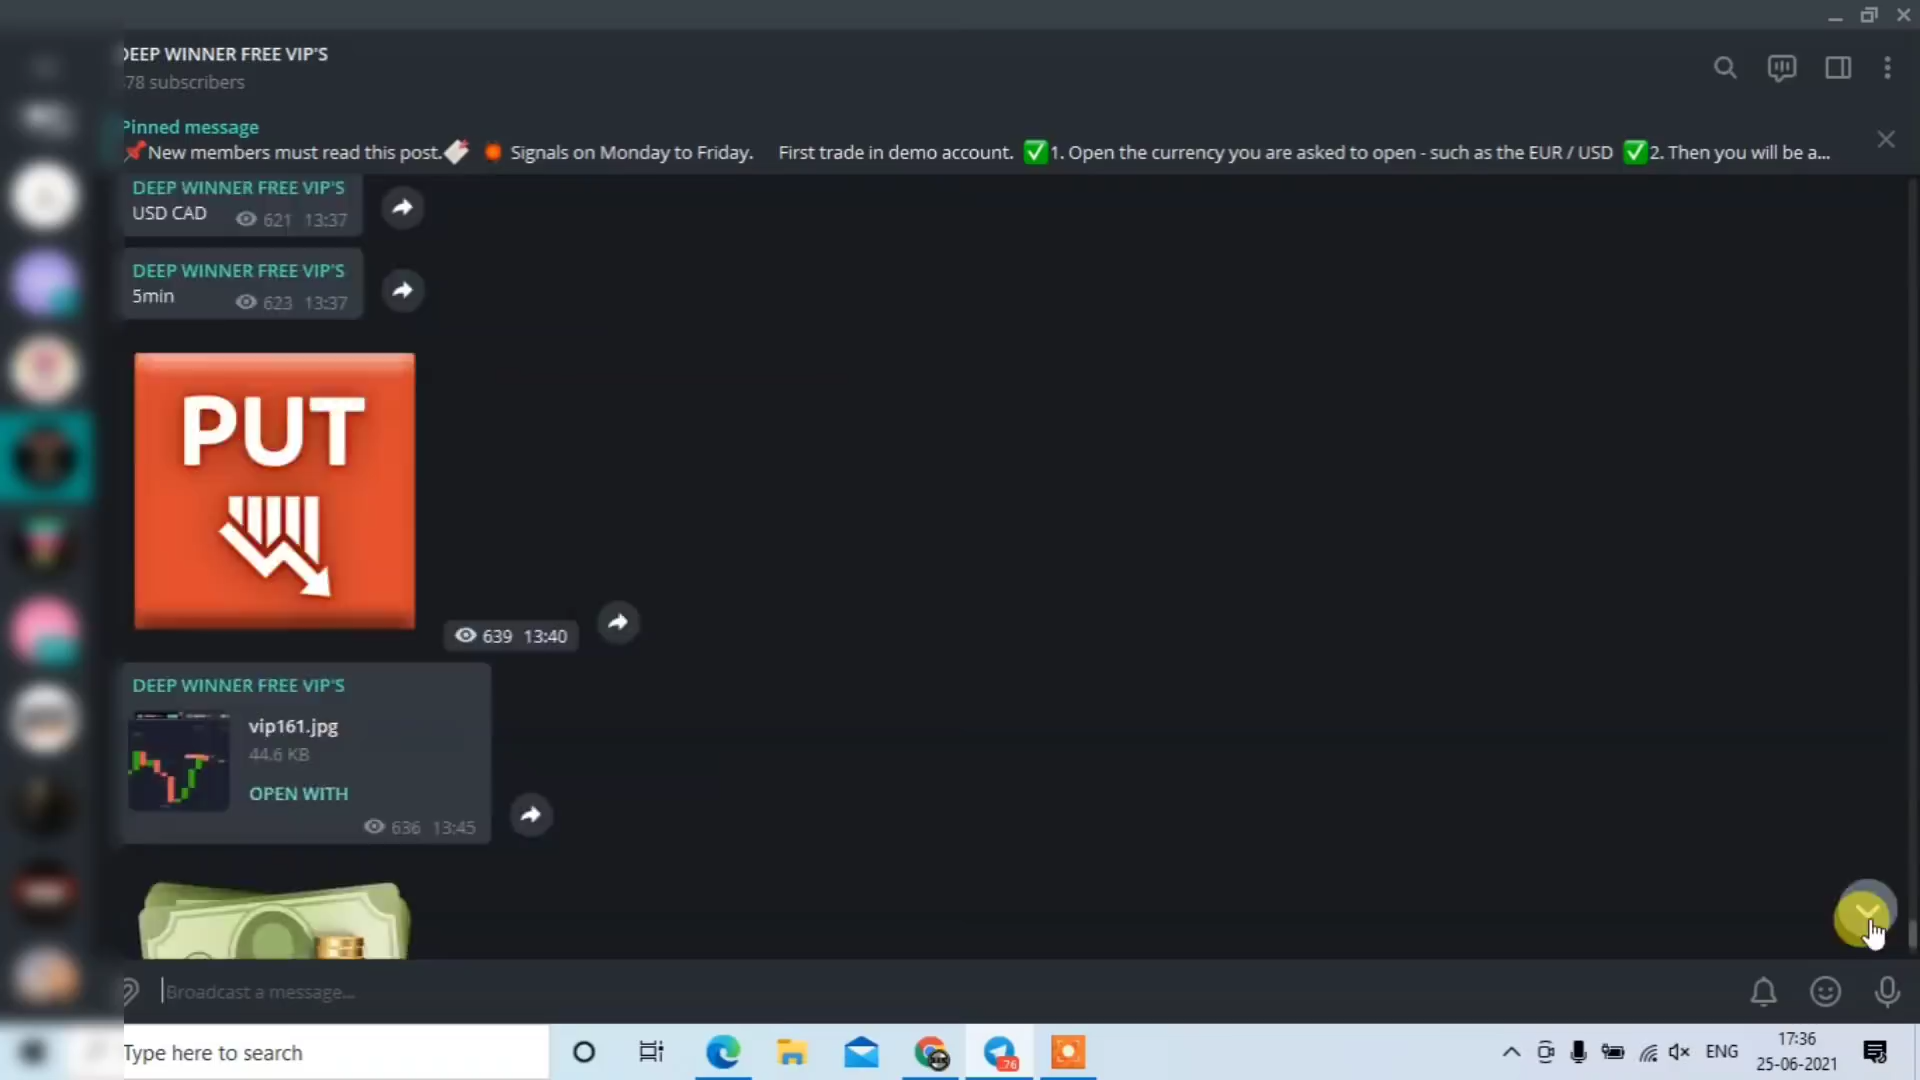 DEEP WINNER FREE VIP'S
78 subscribers
Pinned message
📌New members must read this post. Signals on Monday to Friday. First trade in demo account. ✅1. Open the currency you are asked to open - such as the EUR / USD ✅2. Then you will be a...
DEEP WINNER FREE VIP'S
USD CAD 621 13:37
DEEP WINNER FREE VIP'S
5min 623 13:37
PUT
639 13:40
DEEP WINNER FREE VIP'S
vip161.jpg
44.6 KB
OPEN WITH
636 13:45
Broadcast a message...
Type here to search
76
ENG
17:36
25-06-2021